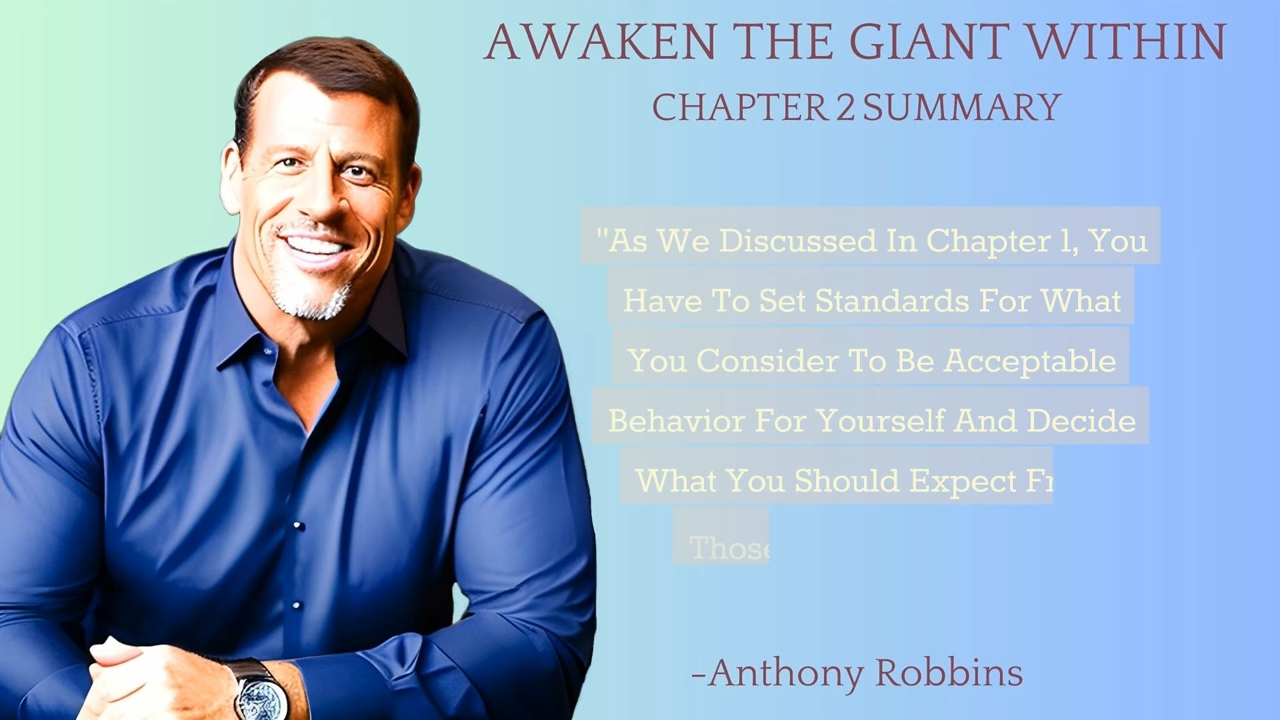 AWAKEN THE GIANT WITHIN
CHAPTER 2 SUMMARY
"As We Discussed In Chapter 1, You
Have To Set Standards For What
You Consider To Be Acceptable
Behavior For Yourself And Decide
What You Should Expect
-Anthony Robbins